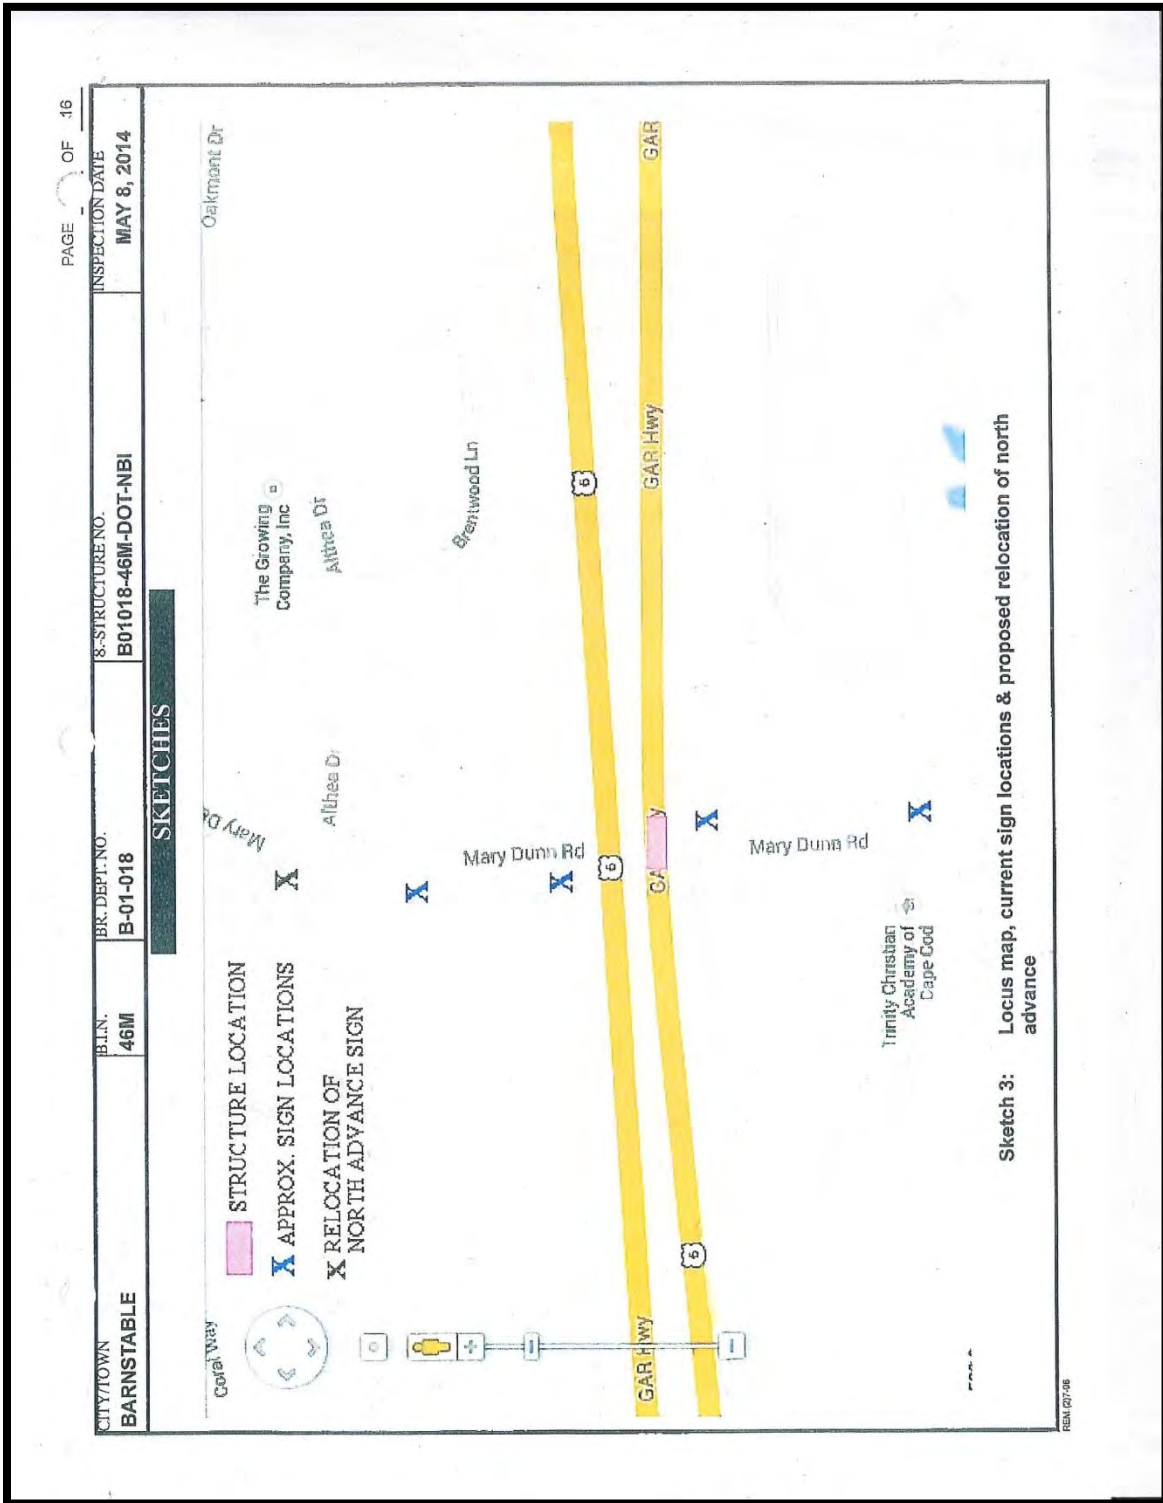 PAGE OF 16
CITY/TOWN
BARNSTABLE
B.I.N.
46M
BR. DEPT. NO.
B-01-018
8.-STRUCTURE NO.
B01018-46M-DOT-NBI
INSPECTION DATE
MAY 8, 2014
SKETCHES
Coral Way
STRUCTURE LOCATION
X APPROX. SIGN LOCATIONS
X RELOCATION OF
NORTH ADVANCE SIGN
Oakmont Dr
Mary D
X
The Growing
Company, Inc
Althea Dr
Althea Dr
X
Brentwood Ln
Mary Dunn Rd
X
6
6
GAR Hwy
GA
y
GAR Hwy
GAR
6
X
Mary Dunn Rd
X
Trinity Christian
Academy of
Cape Cod
Sketch 3: Locus map, current sign locations & proposed relocation of north
advance
REM (2)7-96